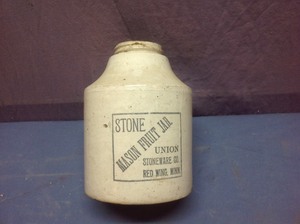 STONE
MASON FRUIT JAR
UNION
STONEWARE CO.
RED WING, MINN.